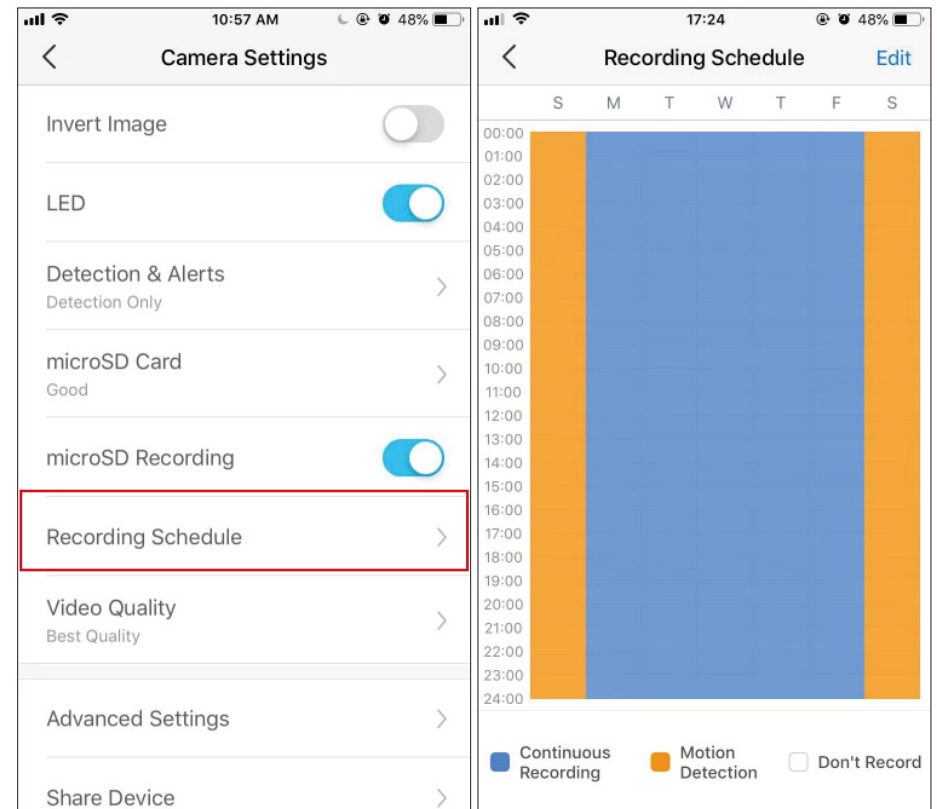 10:57 AM
48%
Camera Settings
Invert Image
LED
Detection & Alerts
Detection Only
microSD Card
Good
microSD Recording
Recording Schedule
Video Quality
Best Quality
Advanced Settings
Share Device
17:24
48%
Recording Schedule
Edit
S M T W T F S
00:00
01:00
02:00
03:00
04:00
05:00
06:00
07:00
08:00
09:00
10:00
11:00
12:00
13:00
14:00
15:00
16:00
17:00
18:00
19:00
20:00
21:00
22:00
23:00
24:00
Continuous
Recording
Motion
Detection
Don't Record